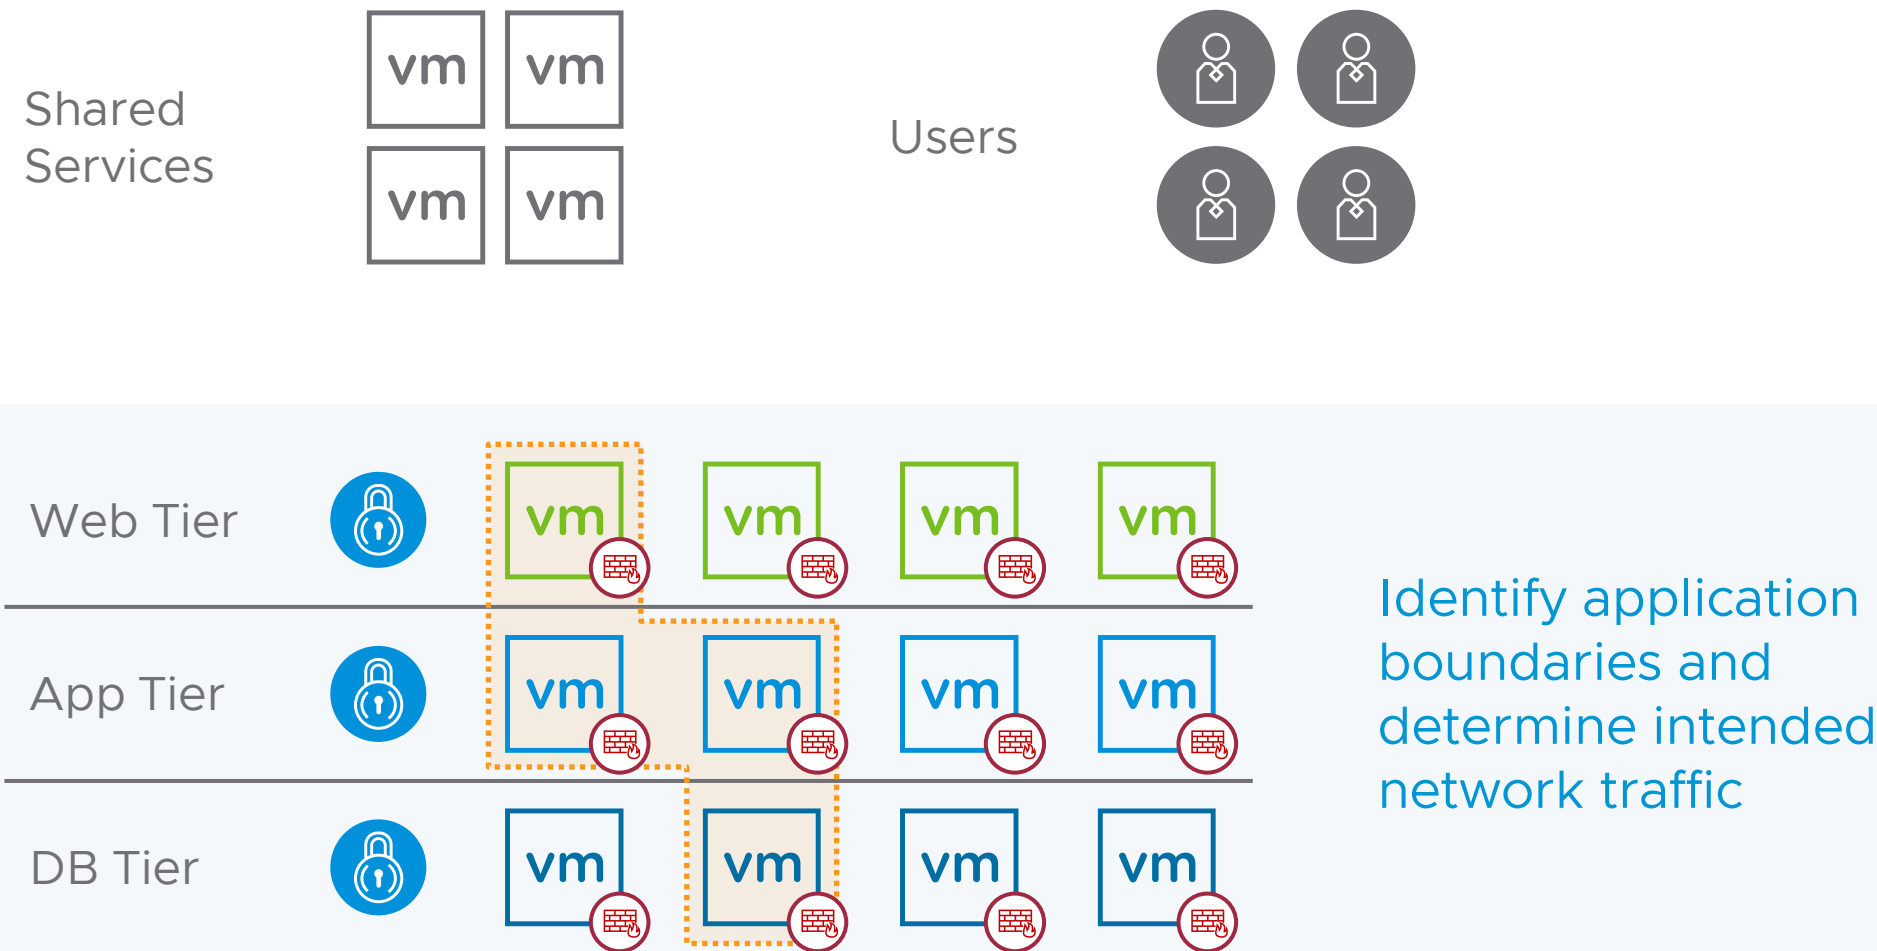 Shared
Services
vm vm
vm vm
Users
Web Tier
vm vm vm vm
App Tier
vm vm vm vm
DB Tier
vm vm vm vm
Identify application
boundaries and
determine intended
network traffic